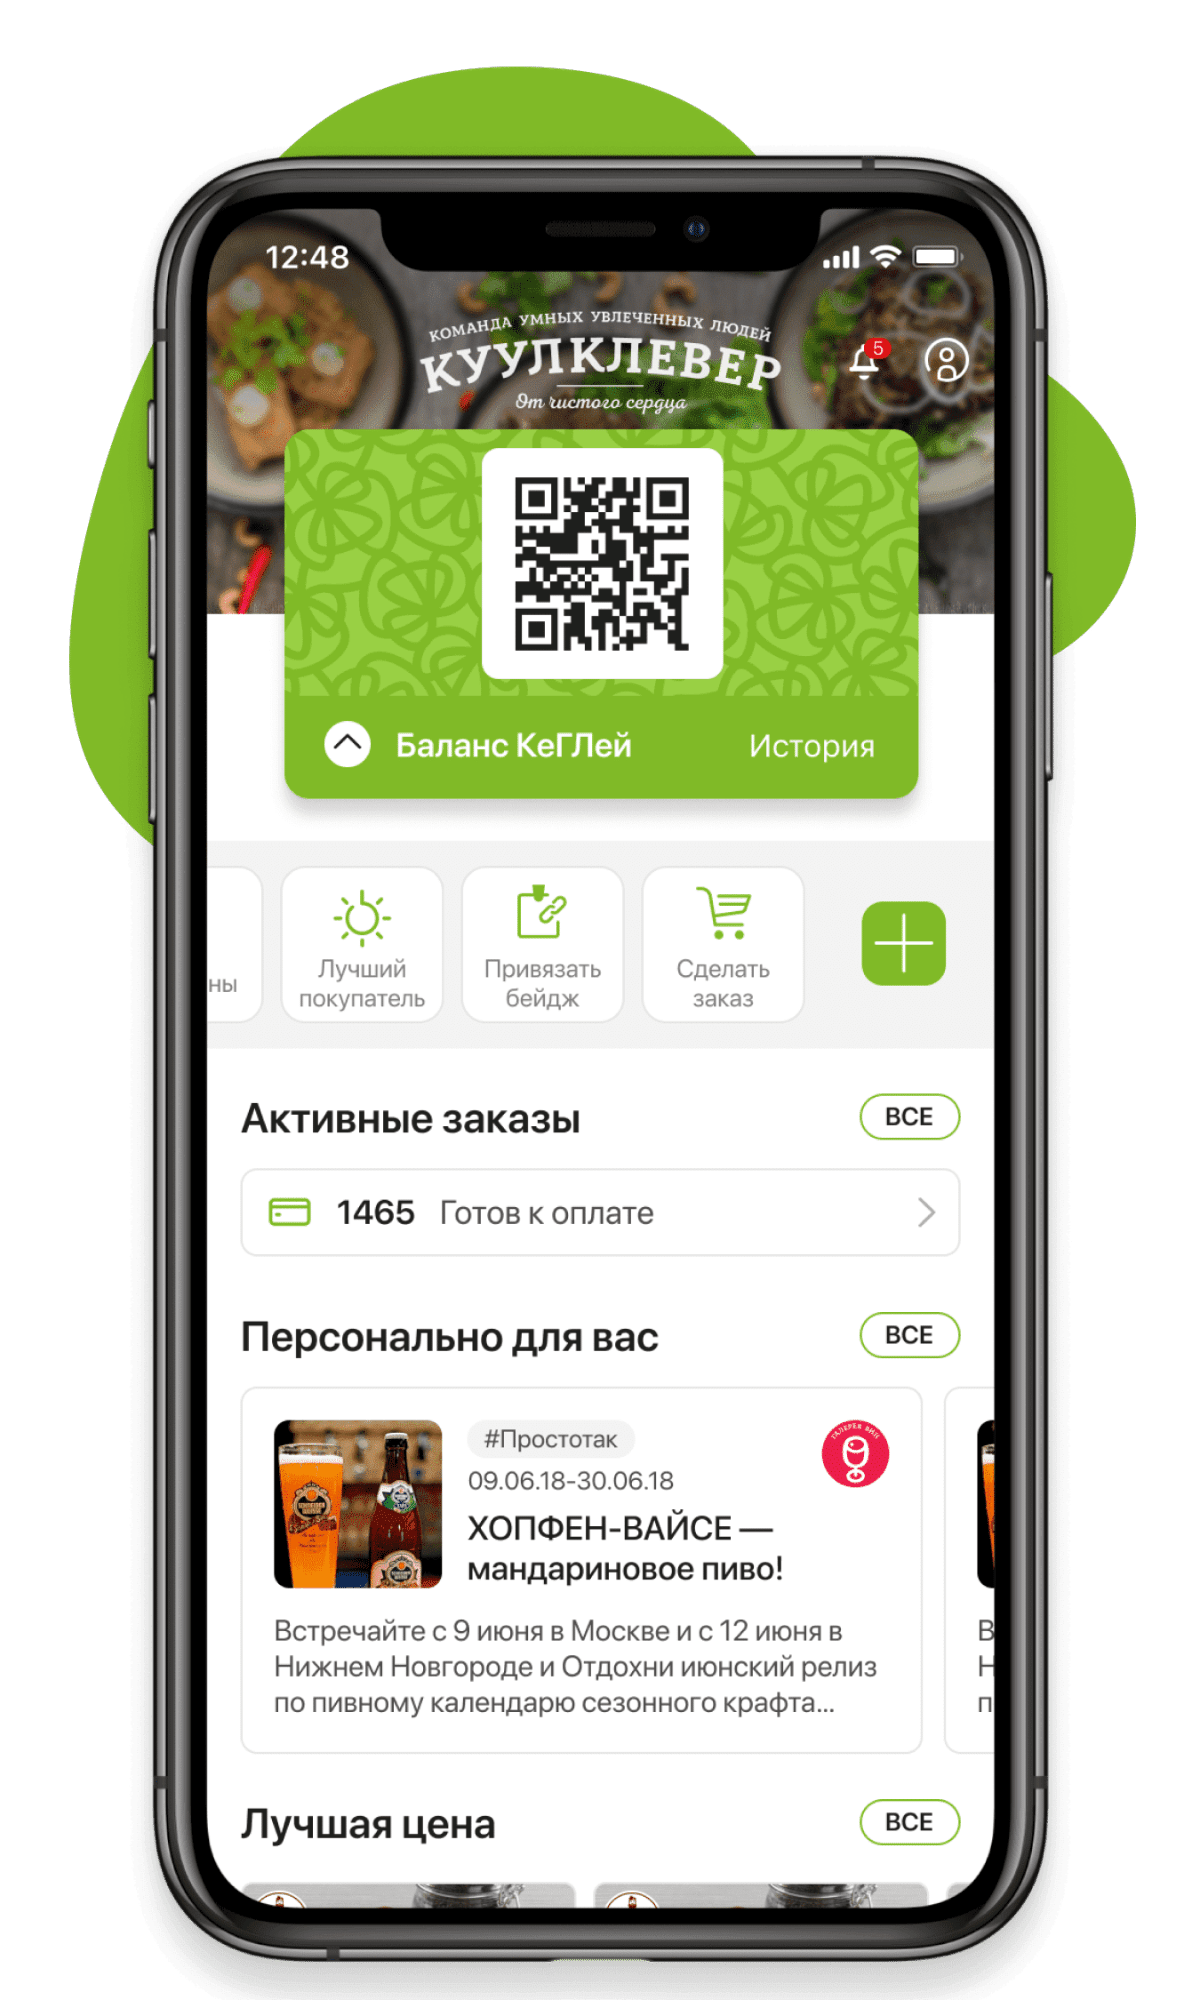 12:48
КОМАНДА УМНЫХ УВЛЕЧЕННЫХ ЛЮДЕЙ
КУУЛКЛЕВЕР
От чистого сердца
5
Баланс КеГЛей
История
ны
Лучший
покупатель
Привязать
бейдж
Сделать
заказ
Активные заказы
ВСЕ
1465 Готов к оплате
Персонально для вас
ВСЕ
#Простотак
ГАЛЕРЕЯ ВИН
09.06.18-30.06.18
ХОПФЕН-ВАЙСЕ —
мандариновое пиво!
Встречайте с 9 июня в Москве и с 12 июня в
Нижнем Новгороде и Отдохни июнский релиз
по пивному календарю сезонного крафта...
В
Н
п
Лучшая цена
ВСЕ